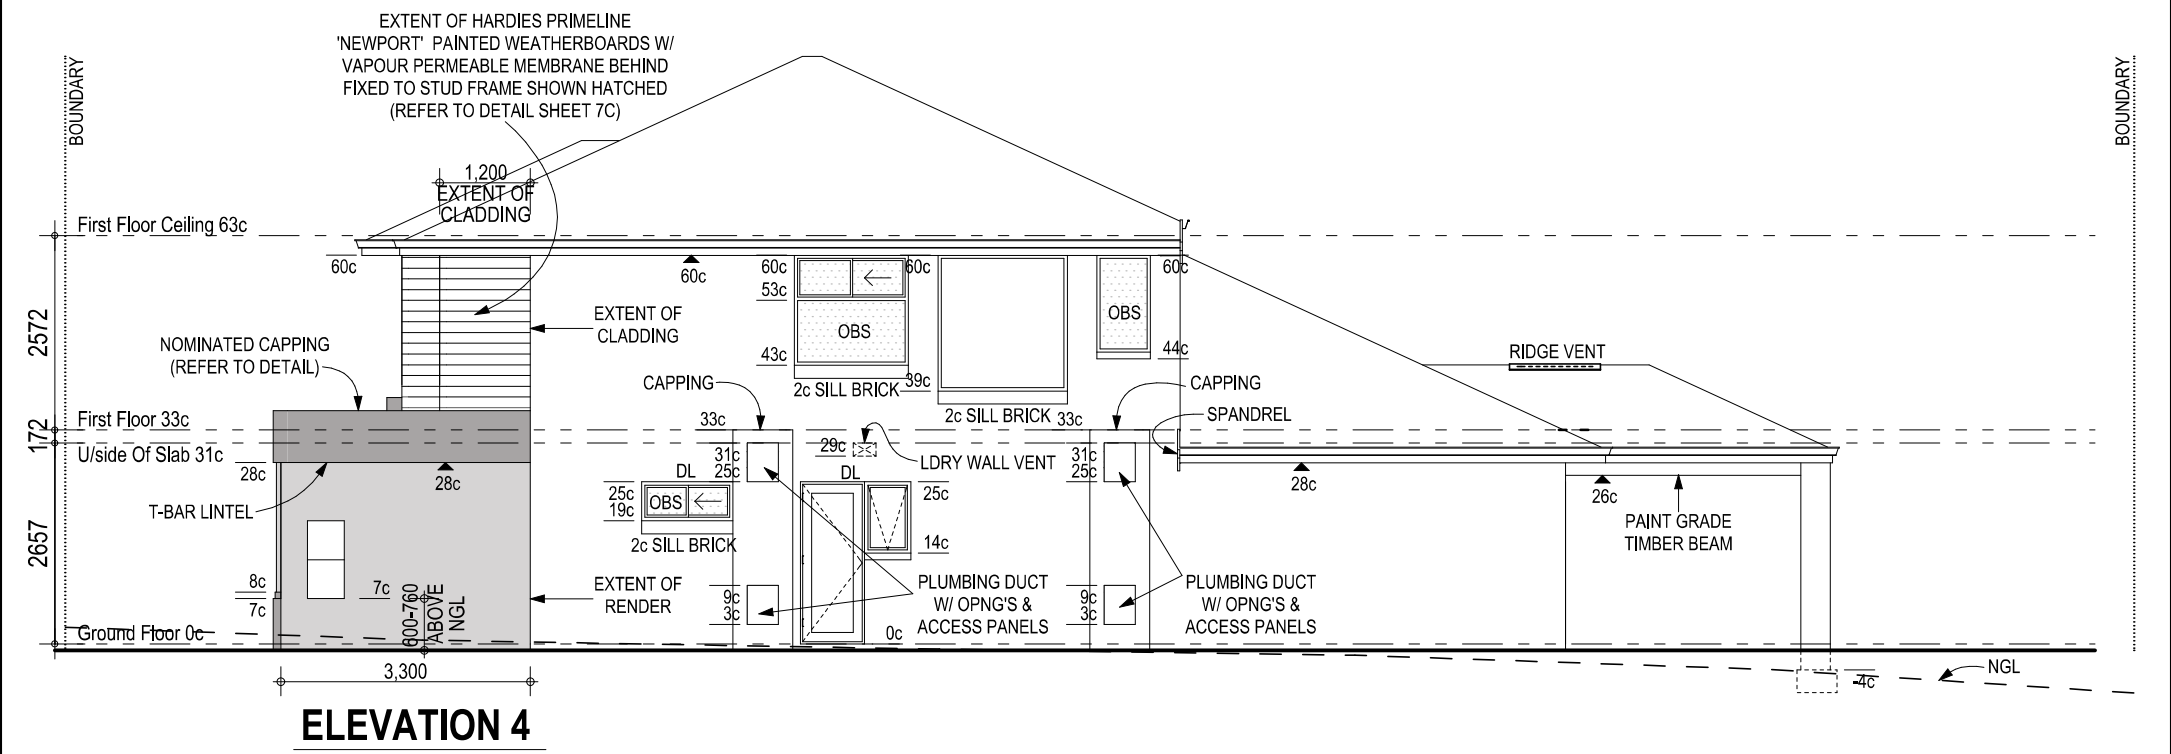 EXTENT OF HARDIES PRIMELINE
'NEWPORT' PAINTED WEATHERBOARDS W/
VAPOUR PERMEABLE MEMBRANE BEHIND
FIXED TO STUD FRAME SHOWN HATCHED
(REFER TO DETAIL SHEET 7C)
BOUNDARY
BOUNDARY
1,200
EXTENT OF
CLADDING
First Floor Ceiling 63c
60c
60c
60c
60c
60c
53c
OBS
OBS
EXTENT OF
CLADDING
2572
NOMINATED CAPPING
(REFER TO DETAIL)
43c
44c
RIDGE VENT
CAPPING
2c SILL BRICK
39c
CAPPING
2c SILL BRICK
SPANDREL
First Floor 33c
33c
33c
172
U/side Of Slab 31c
31c
29c
31c
28c
28c
25c
DL
DL
LDRY WALL VENT
25c
28c
26c
25c
19c
OBS
25c
T-BAR LINTEL
PAINT GRADE
TIMBER BEAM
2c SILL BRICK
14c
2657
8c
7c
7c
600-760
ABOVE
NGL
EXTENT OF
RENDER
9c
3c
PLUMBING DUCT
W/ OPNG'S &
ACCESS PANELS
9c
3c
PLUMBING DUCT
W/ OPNG'S &
ACCESS PANELS
Ground Floor 0c
0c
3,300
NGL
-4c
ELEVATION 4